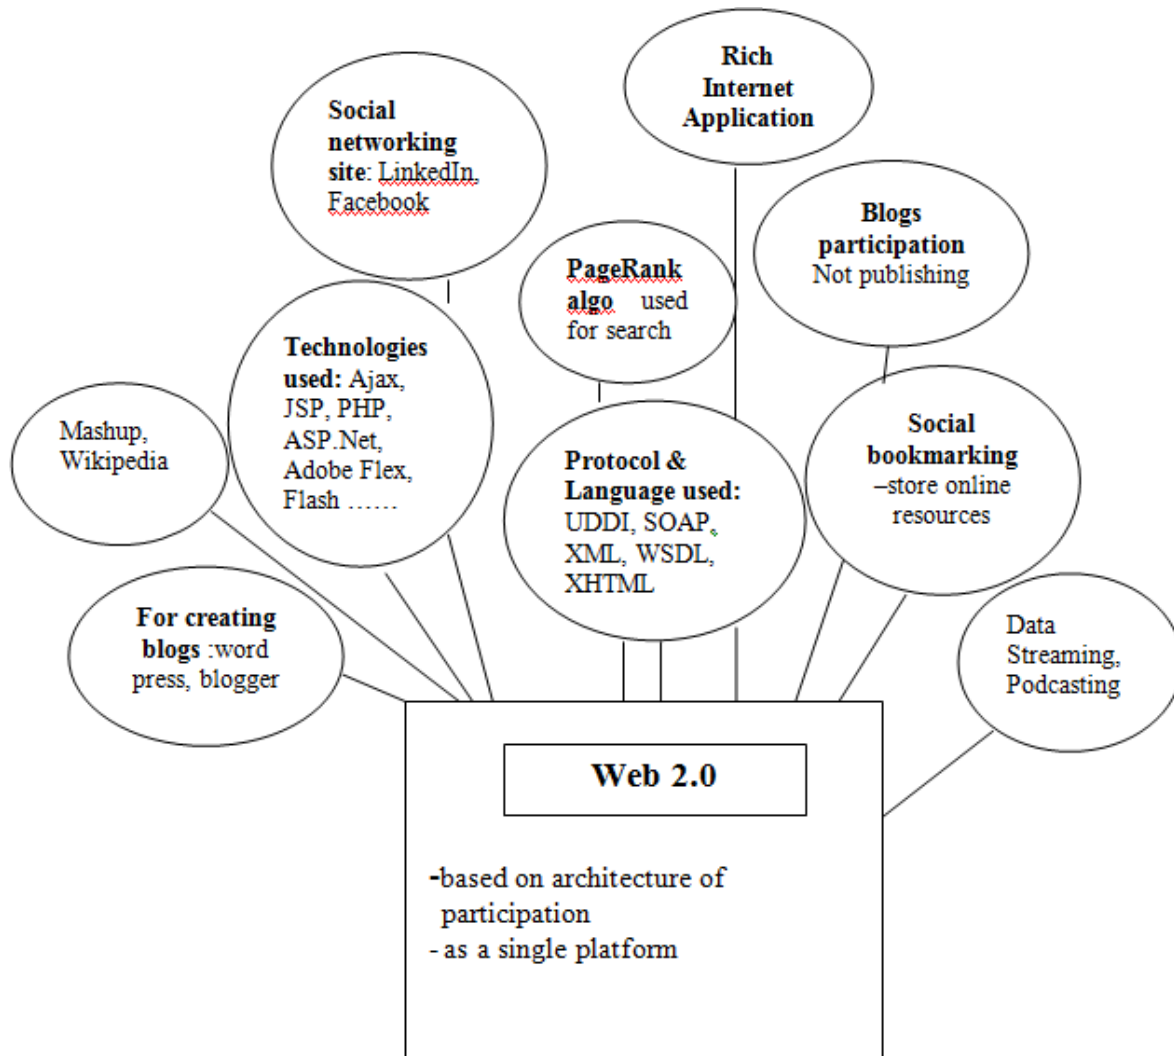 Rich
Internet
Application
Social
networking
site: LinkedIn,
Facebook
Blogs
participation
Not publishing
PageRank
algo used
for search
Technologies
used: Ajax,
JSP, PHP,
ASP.Net,
Adobe Flex,
Flash ……
Mashup,
Wikipedia
Protocol &
Language used:
UDDI, SOAP,
XML, WSDL,
XHTML
Social
bookmarking
–store online
resources
For creating
blogs :word
press, blogger
Data
Streaming,
Podcasting
Web 2.0
-based on architecture of
participation
- as a single platform